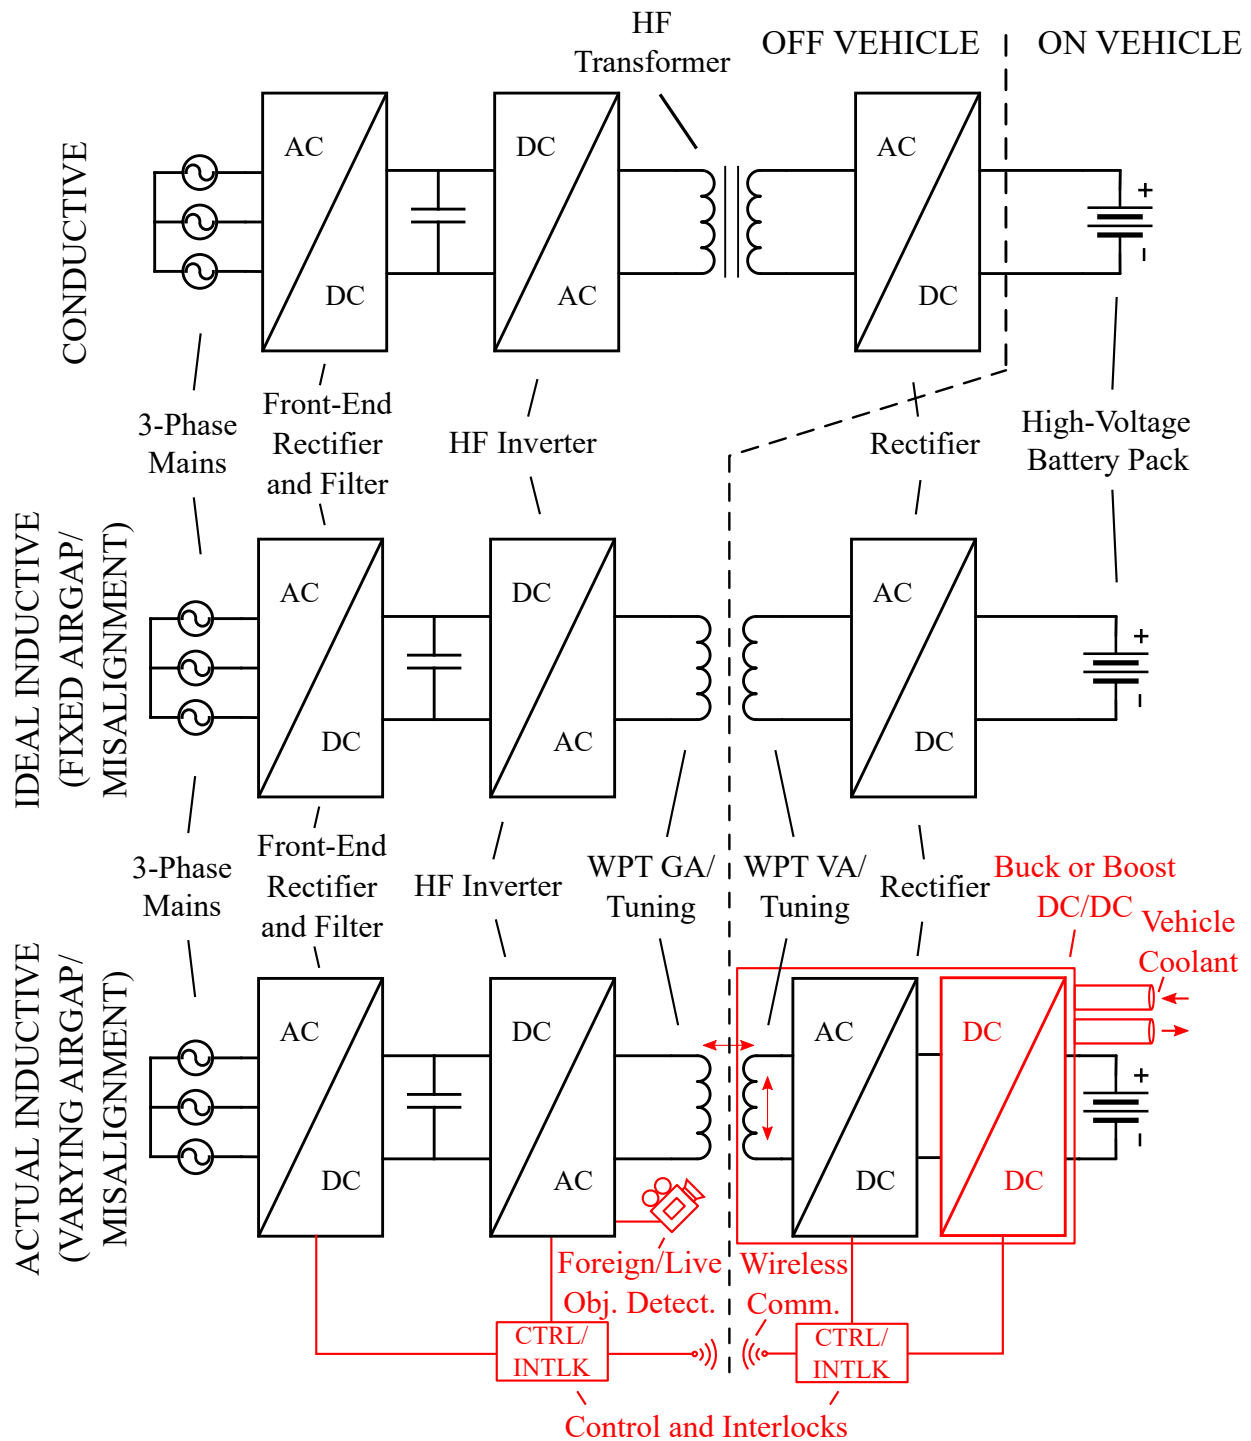 HF
Transformer
OFF VEHICLE
ON VEHICLE
CONDUCTIVE
AC
DC
DC
AC
AC
DC
+
−
3-Phase
Mains
Front-End
Rectifier
and Filter
HF Inverter
Rectifier
High-Voltage
Battery Pack
IDEAL INDUCTIVE
(FIXED AIRGAP/
MISALIGNMENT)
AC
DC
DC
AC
AC
DC
+
−
3-Phase
Mains
Front-End
Rectifier
and Filter
HF Inverter
WPT GA/
Tuning
WPT VA/
Tuning
Rectifier
Buck or Boost
DC/DC
Vehicle
Coolant
ACTUAL INDUCTIVE
(VARYING AIRGAP/
MISALIGNMENT)
AC
DC
DC
AC
AC
DC
DC
DC
+
−
Foreign/Live
Obj. Detect.
Wireless
Comm.
CTRL/
INTLK
CTRL/
INTLK
Control and Interlocks